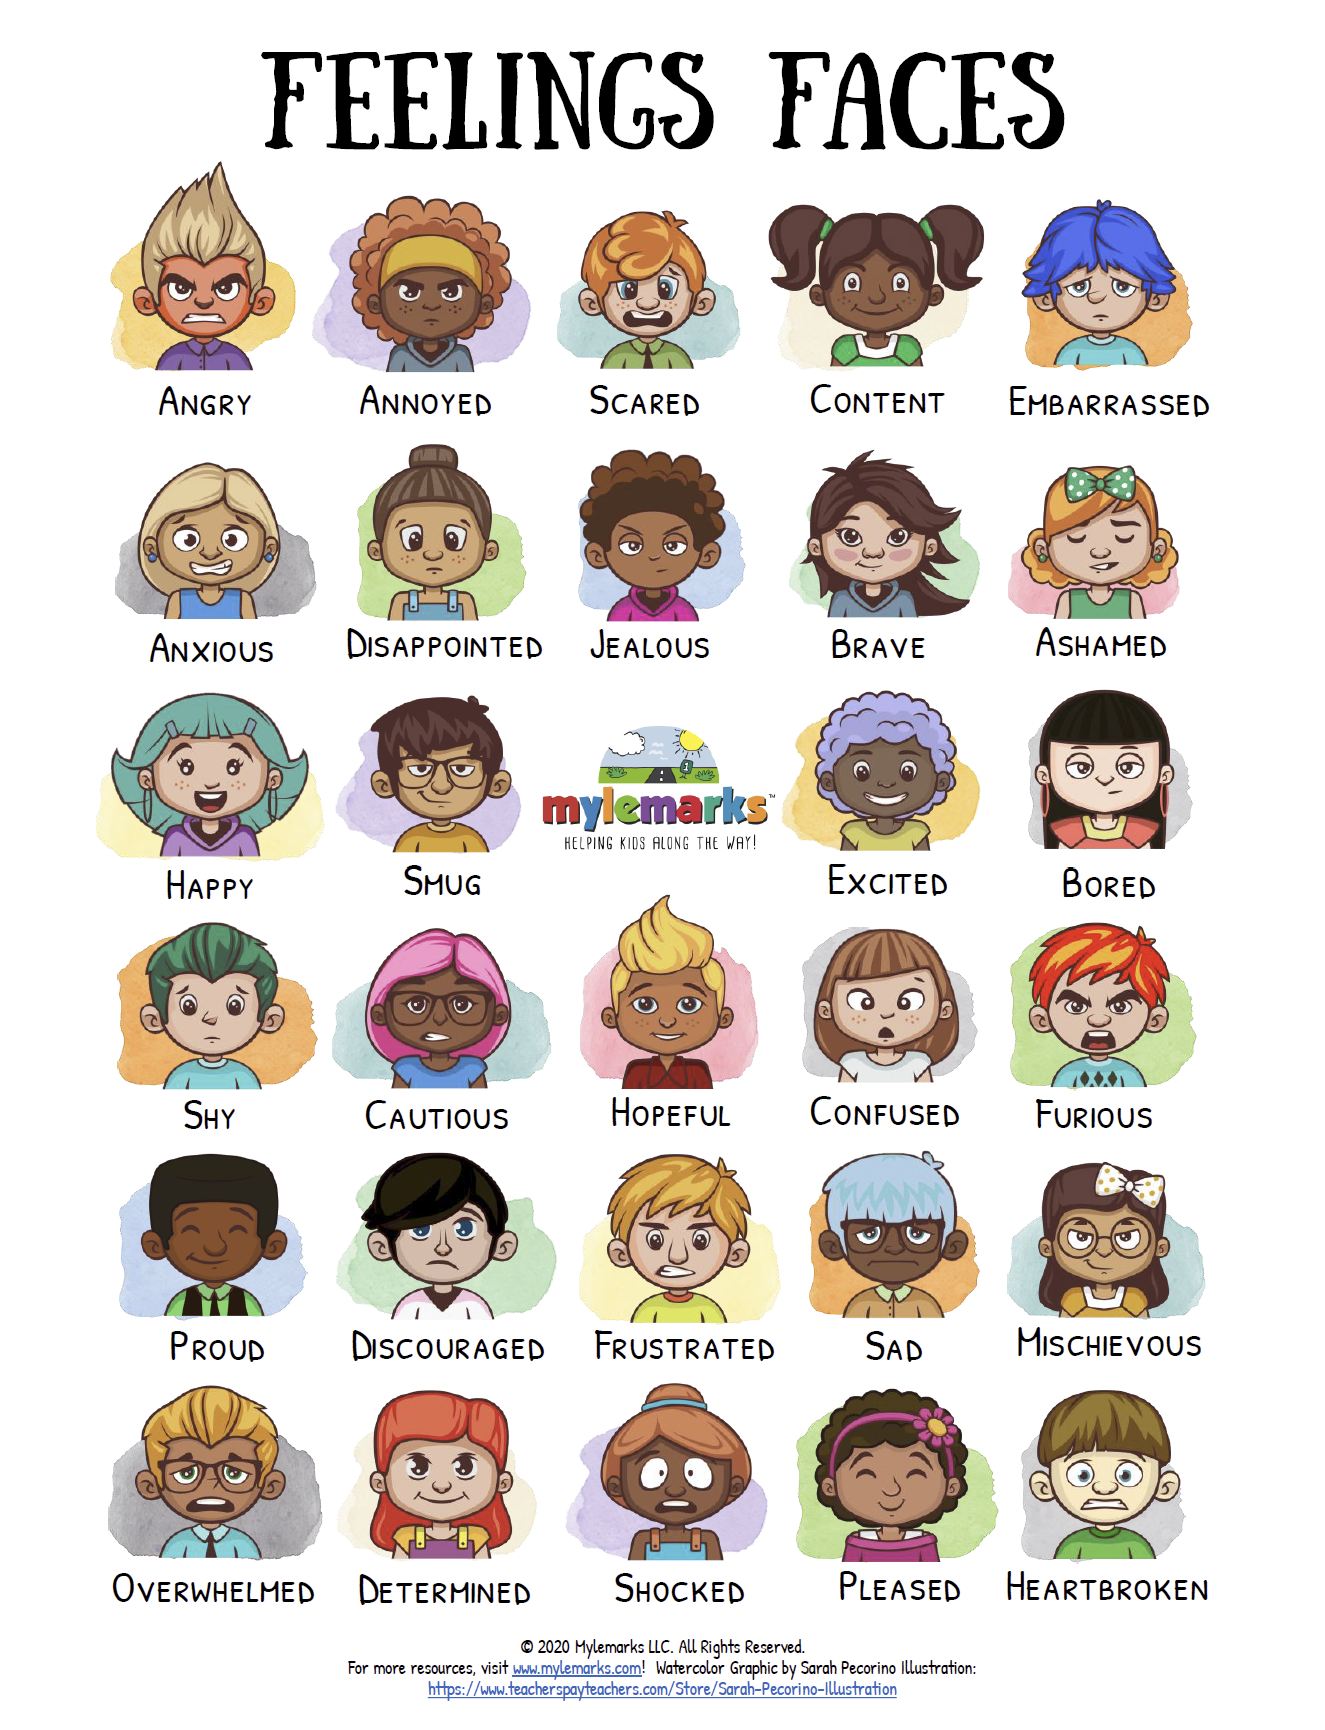 FEELINGS FACES
ANGRY
ANNOYED
SCARED
CONTENT
EMBARRASSED
ANXIOUS
DISAPPOINTED
JEALOUS
BRAVE
ASHAMED
HAPPY
SMUG
1
mylemarks™
HELPING KIDS ALONG THE WAY!
EXCITED
BORED
SHY
CAUTIOUS
HOPEFUL
CONFUSED
FURIOUS
PROUD
DISCOURAGED
FRUSTRATED
SAD
MISCHIEVOUS
OVERWHELMED
DETERMINED
SHOCKED
PLEASED
HEARTBROKEN
© 2020 Mylemarks LLC. All Rights Reserved.
For more resources, visit www.mylemarks.com! Watercolor Graphic by Sarah Pecorino Illustration:
https://www.teacherspayteachers.com/Store/Sarah-Pecorino-Illustration